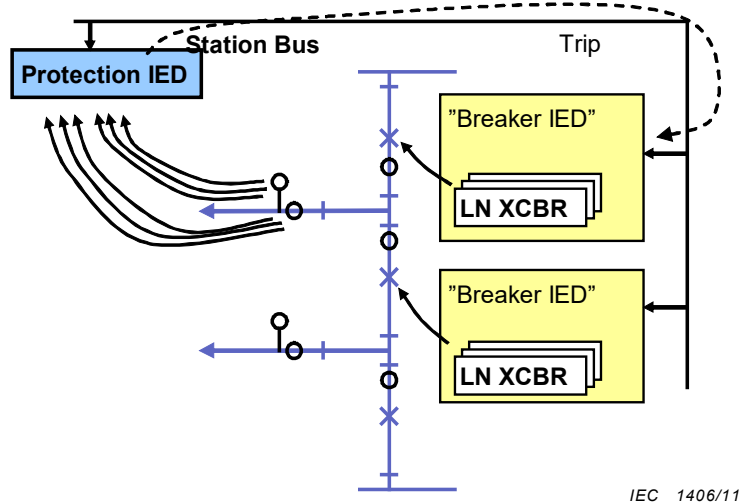 Station Bus
Trip
Protection IED
"Breaker IED"
LN XCBR
"Breaker IED"
LN XCBR
IEC 1406/11